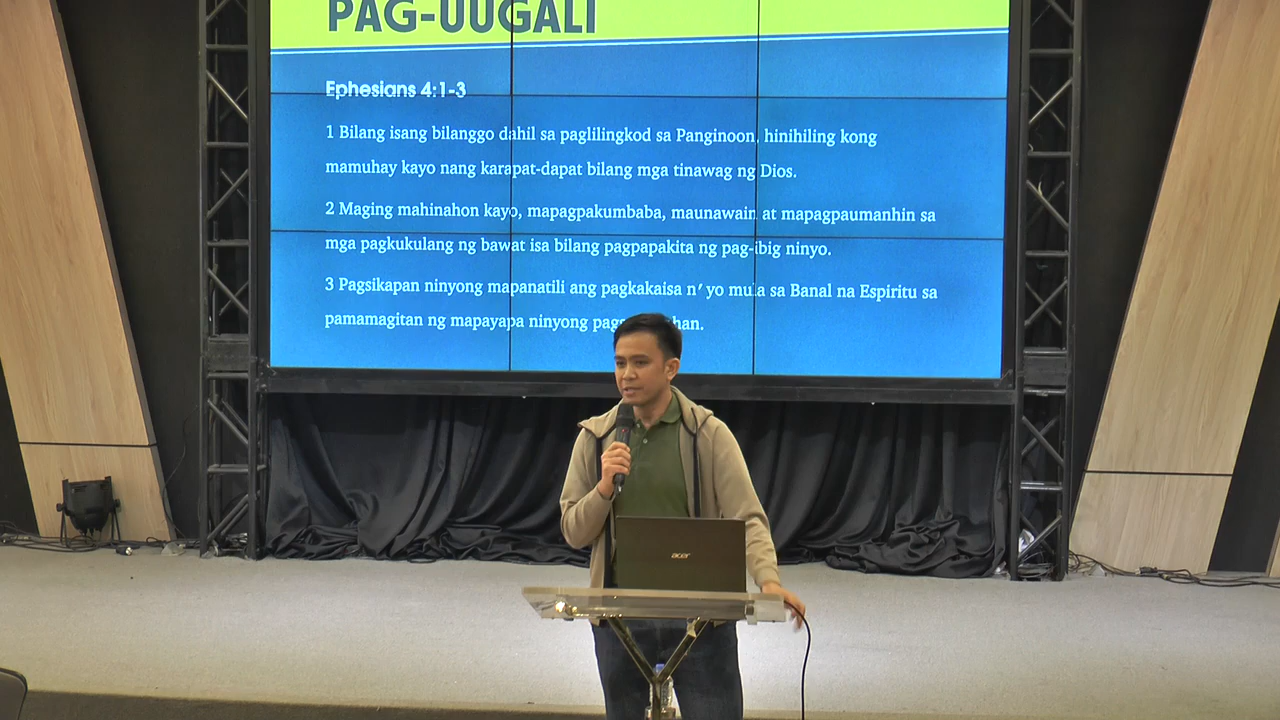 PAG-UUGALI
Ephesians 4:1-3
1 Bilang isang bilanggo dahil sa paglilingkod sa Panginoon, hinihiling kong
mamuhay kayo nang karapat-dapat bilang mga tinawag ng Dios.
2 Maging mahinahon kayo, mapagpakumbaba, maunawain at mapagpaumanhin sa
mga pagkukulang ng bawat isa bilang pagpapakita ng pag-ibig ninyo.
3 Pagsikapan ninyong mapanatili ang pagkakaisa n’ yo mula sa Banal na Espiritu sa
pamamagitan ng mapayapa ninyong
acer